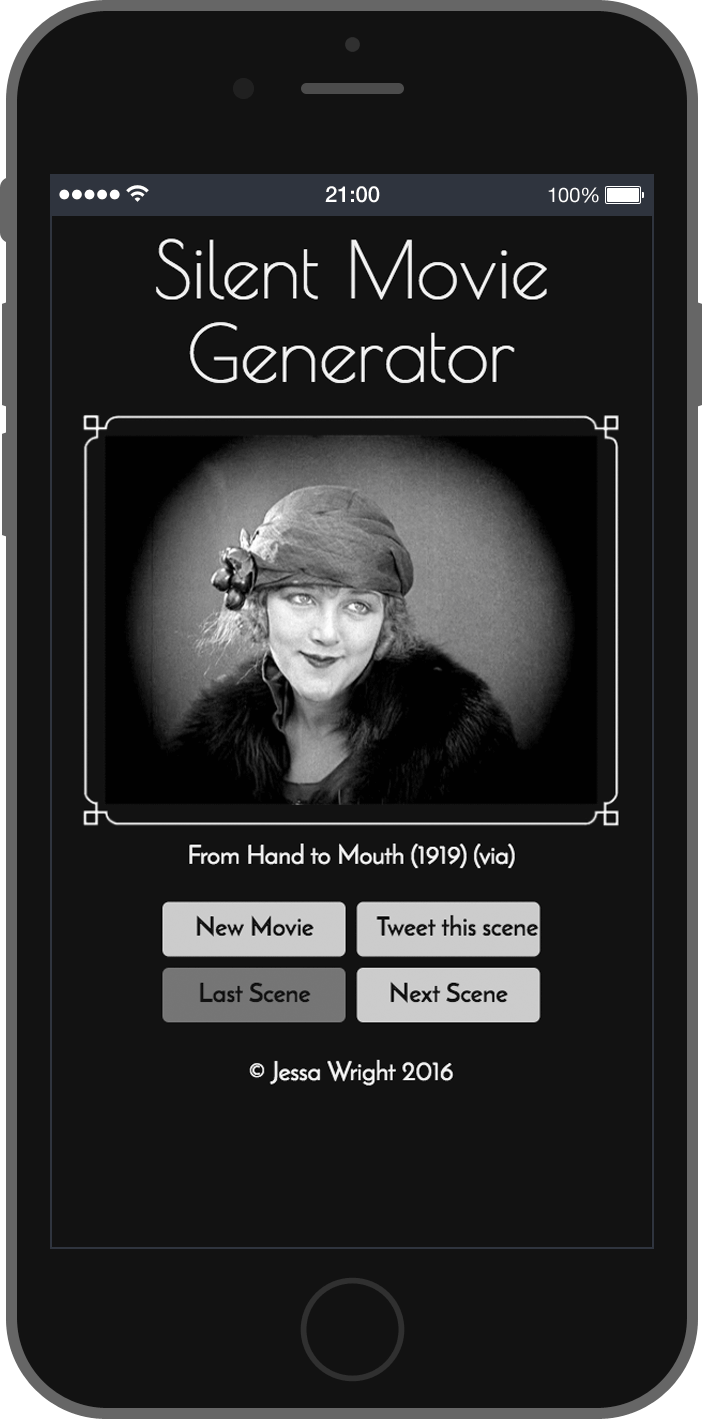 21:00
100%
Silent Movie
Generator
From Hand to Mouth (1919) (via)
New Movie
Tweet this scene
Last Scene
Next Scene
© Jessa Wright 2016